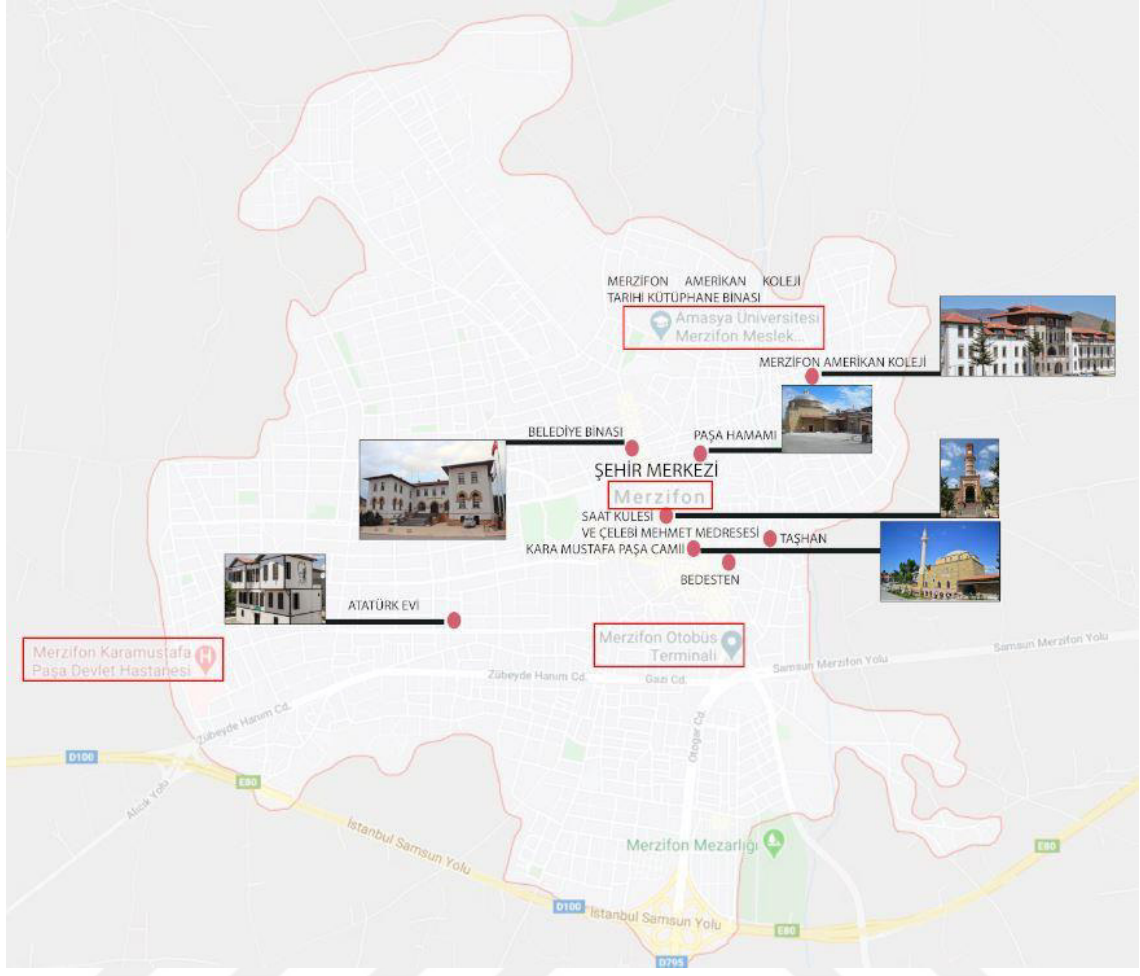 MERZİFON AMERİKAN KOLEJİ
TARİHİ KÜTÜPHANE BİNASI
Amasya Üniversitesi
Merzifon Meslek...
MERZİFON AMERİKAN KOLEJİ
BELEDİYE BİNASI
PAŞA HAMAMI
ŞEHİR MERKEZİ
Merzifon
SAAT KULESİ
VE ÇELEBİ MEHMET MEDRESESİ
TAŞHAN
KARA MUSTAFA PAŞA CAMİİ
BEDESTEN
ATATÜRK EVİ
Merzifon Karamustafa
Paşa Devlet Hastanesi
H
Merzifon Otobüs
Terminali
Samsun Merzifon Yolu
Samsun Merzifon Yolu
Zübeyde Hanım Cd.
Gazi Cd.
Zübeyde Hanım Cd.
Otogar Cd.
D100
E80
Alıcık Yolu
İstanbul Samsun Yolu
Merzifon Mezarlığı
E80
D100
İstanbul Samsun Yolu
E80
D795